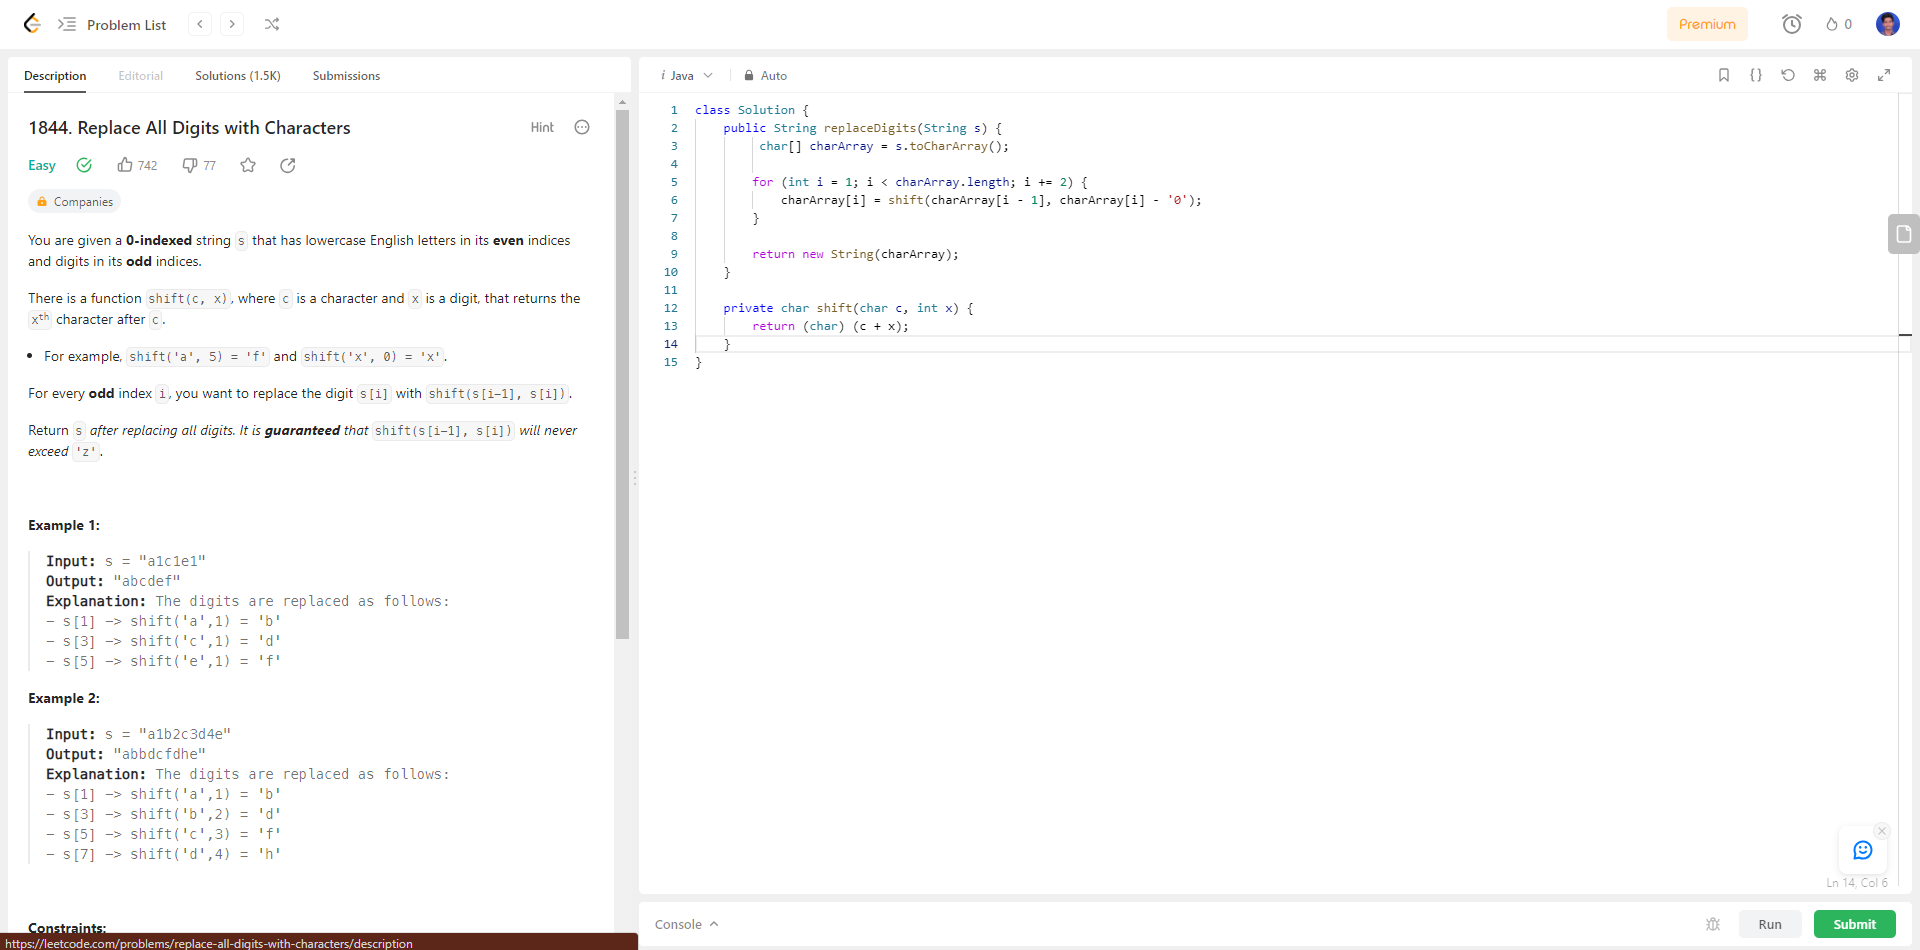 Problem List
Premium
0
Description
Editorial
Solutions (1.5K)
Submissions
1844. Replace All Digits with Characters
Hint
Easy
742
77
Companies
You are given a 0-indexed string s that has lowercase English letters in its even indices
and digits in its odd indices.
There is a function shift(c, x), where c is a character and x is a digit, that returns the
xth character after c.
• For example, shift('a', 5) = 'f' and shift('x', 0) = 'x'.
For every odd index i, you want to replace the digit s[i] with shift(s[i-1], s[i]).
Return s after replacing all digits. It is guaranteed that shift(s[i-1], s[i]) will never
exceed 'z'.
Example 1:
Input: s = "a1c1e1"
Output: "abcdef"
Explanation: The digits are replaced as follows:
- s[1] -> shift('a',1) = 'b'
- s[3] -> shift('c',1) = 'd'
- s[5] -> shift('e',1) = 'f'
Example 2:
Input: s = "a1b2c3d4e"
Output: "abbdcfdhe"
Explanation: The digits are replaced as follows:
- s[1] -> shift('a',1) = 'b'
- s[3] -> shift('b',2) = 'd'
- s[5] -> shift('c',3) = 'f'
- s[7] -> shift('d',4) = 'h'
Constraints:
https://leetcode.com/problems/replace-all-digits-with-characters/description
i Java
Auto
1 class Solution {
2 public String replaceDigits(String s) {
3 char[] charArray = s.toCharArray();
4
5 for (int i = 1; i < charArray.length; i += 2) {
6 charArray[i] = shift(charArray[i - 1], charArray[i] - '0');
7 }
8
9 return new String(charArray);
10 }
11
12 private char shift(char c, int x) {
13 return (char) (c + x);
14 }
15 }
Ln 14, Col 6
Console
Run
Submit